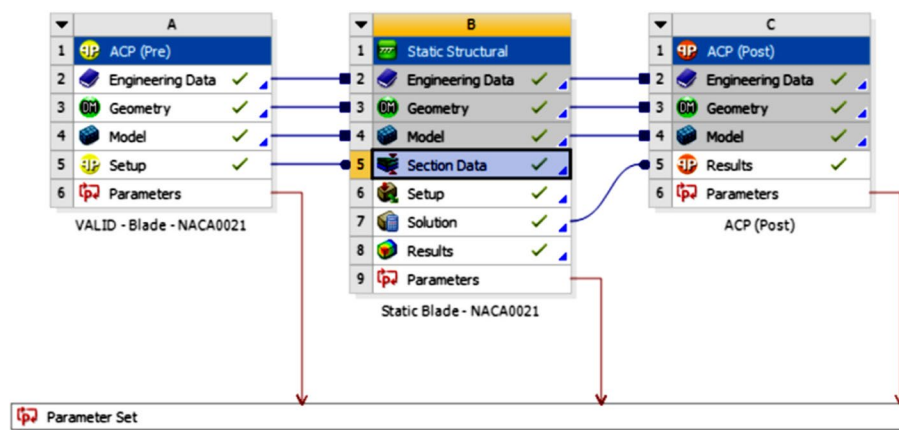 A
1 ACP (Pre)
2 Engineering Data
3 Geometry
4 Model
5 Setup
6 Parameters
VALID - Blade - NACA0021
B
1 Static Structural
2 Engineering Data
3 Geometry
4 Model
5 Section Data
6 Setup
7 Solution
8 Results
9 Parameters
Static Blade - NACA0021
C
1 ACP (Post)
2 Engineering Data
3 Geometry
4 Model
5 Results
6 Parameters
ACP (Post)
Parameter Set